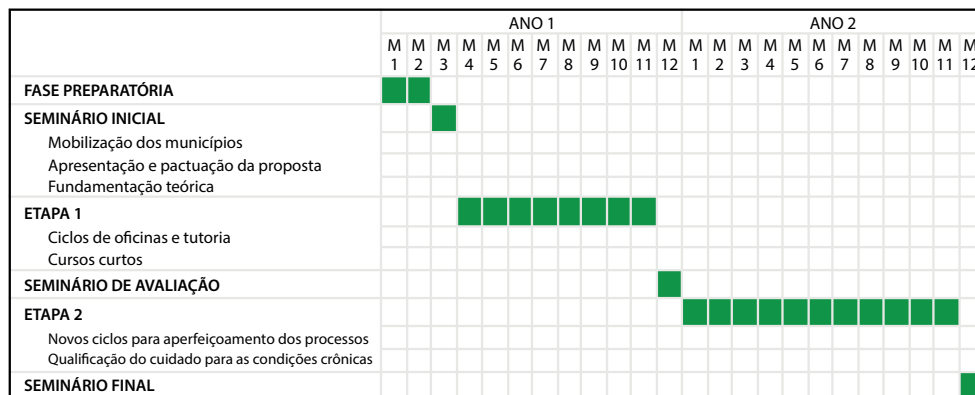 ANO 1 ANO 2
M M M M M M M M M M M M M M M M M M M M M M M M
1 2 3 4 5 6 7 8 9 10 11 12 1 2 3 4 5 6 7 8 9 10 11 12
FASE PREPARATÓRIA
SEMINÁRIO INICIAL
Mobilização dos municípios
Apresentação e pactuação da proposta
Fundamentação teórica
ETAPA 1
Ciclos de oficinas e tutoria
Cursos curtos
SEMINÁRIO DE AVALIAÇÃO
ETAPA 2
Novos ciclos para aperfeiçoamento dos processos
Qualificação do cuidado para as condições crônicas
SEMINÁRIO FINAL